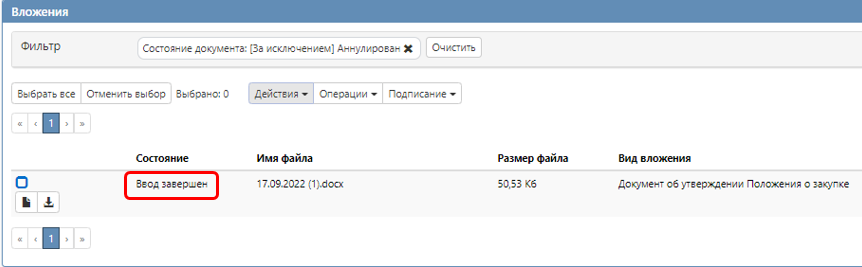 Вложения
Фильтр
Состояние документа: [За исключением] Аннулирован ✖ Очистить
Выбрать все Отменить выбор Выбрано: 0 Действия Операции Подписание
« ‹ 1 › »
Состояние Имя файла Размер файла Вид вложения
Ввод завершен 17.09.2022 (1).docx 50,53 Кб Документ об утверждении Положения о закупке
« ‹ 1 › »